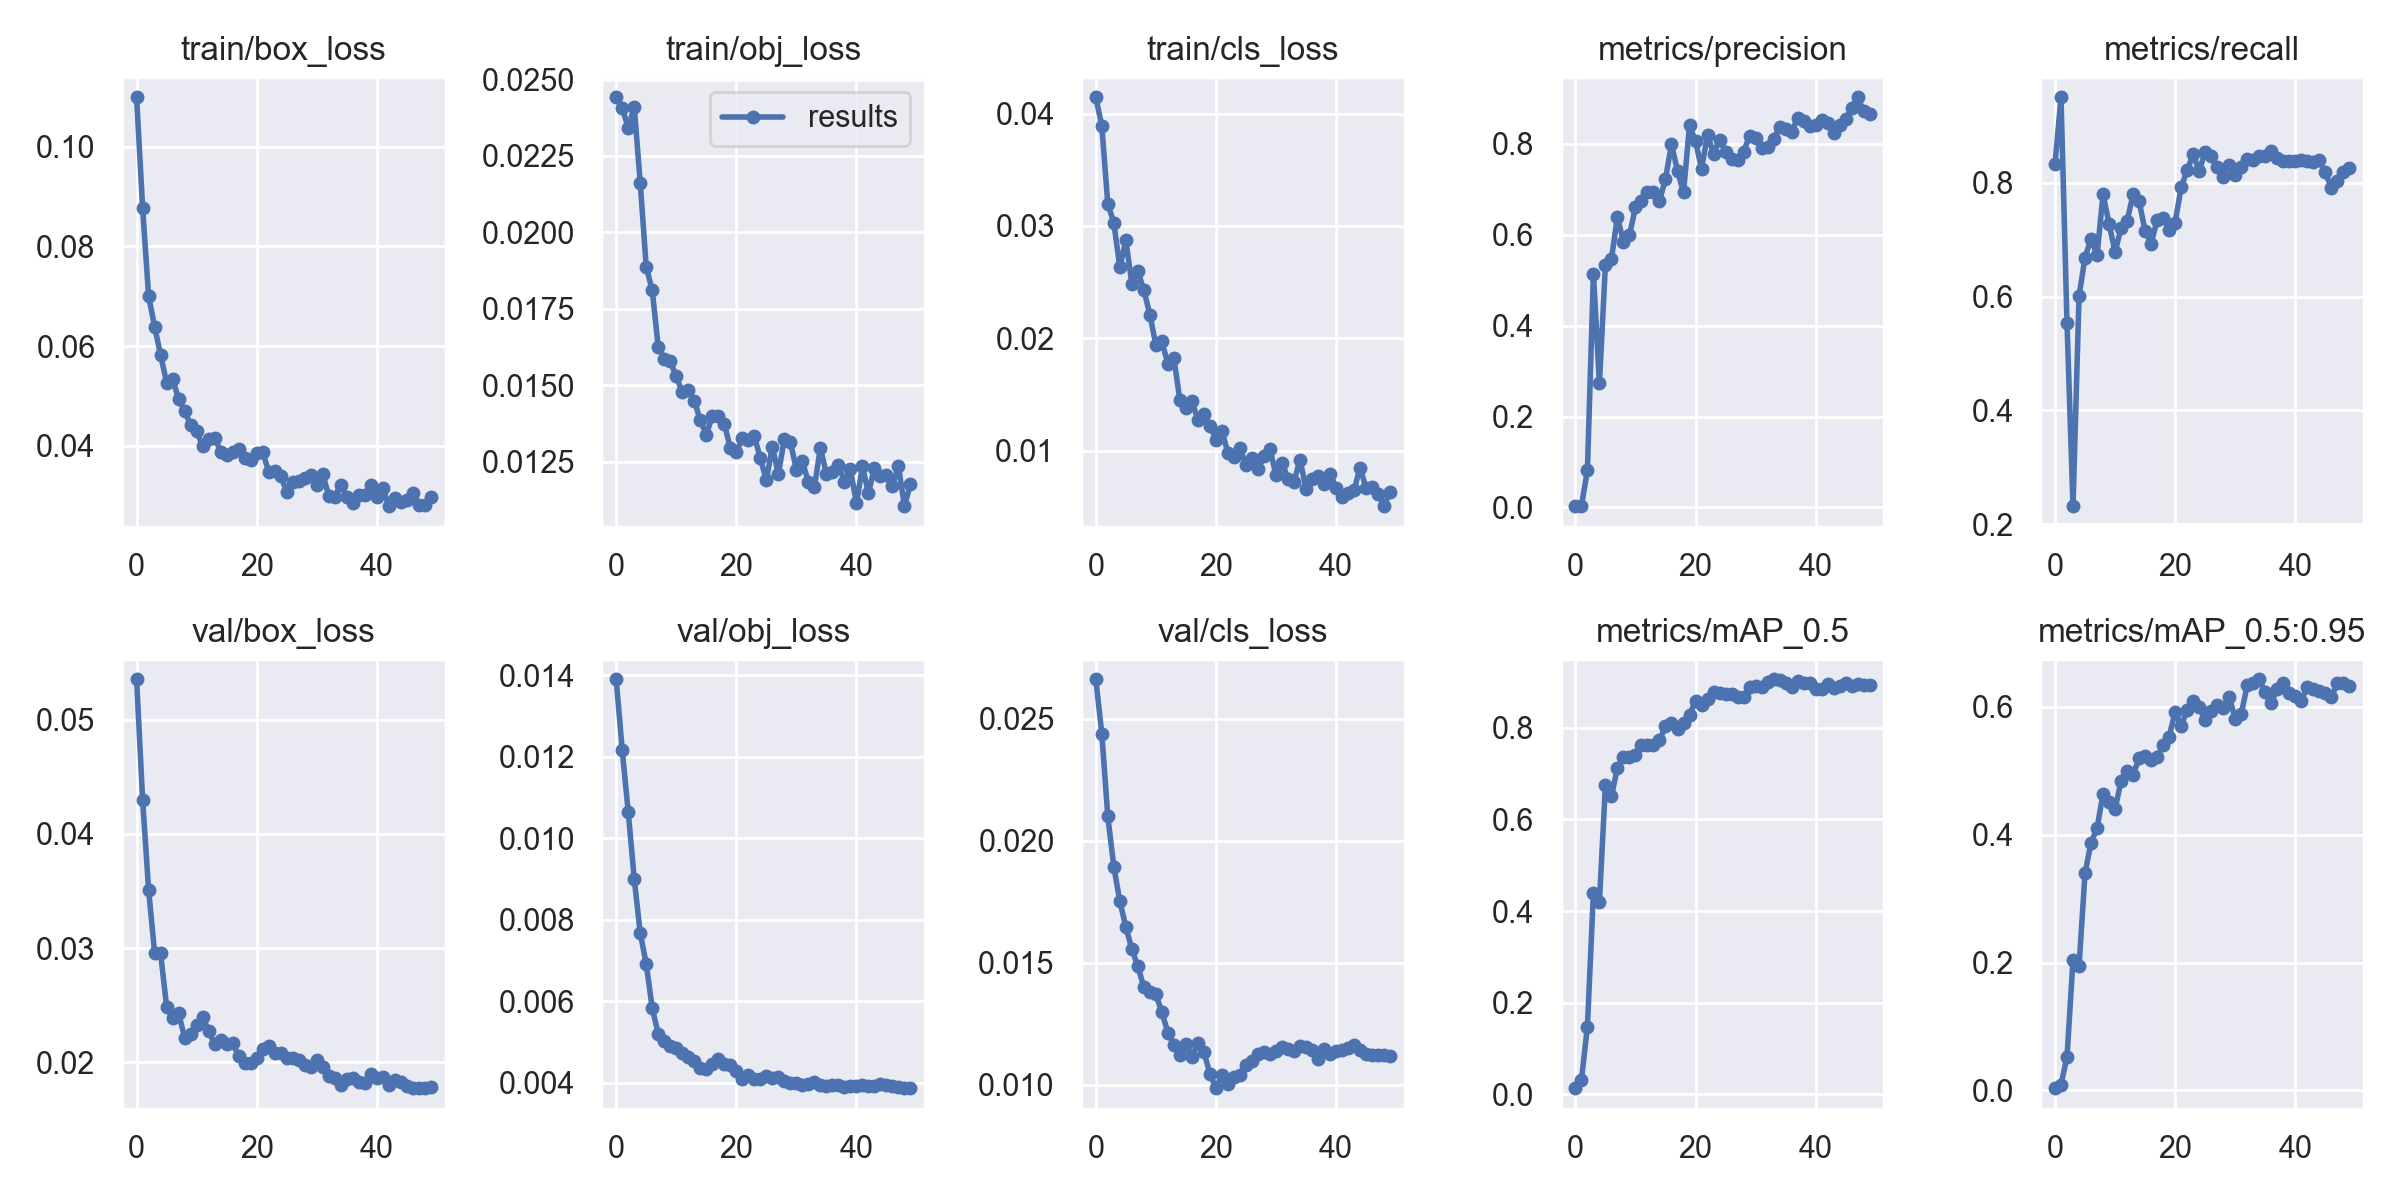 train/box_loss
0.10
0.08
0.06
0.04
0 20 40
train/obj_loss
results
0.0250
0.0225
0.0200
0.0175
0.0150
0.0125
0 20 40
train/cls_loss
0.04
0.03
0.02
0.01
0 20 40
metrics/precision
0.8
0.6
0.4
0.2
0.0
0 20 40
metrics/recall
0.8
0.6
0.4
0.2
0 20 40
val/box_loss
0.05
0.04
0.03
0.02
0 20 40
val/obj_loss
0.014
0.012
0.010
0.008
0.006
0.004
0 20 40
val/cls_loss
0.025
0.020
0.015
0.010
0 20 40
metrics/mAP_0.5
0.8
0.6
0.4
0.2
0.0
0 20 40
metrics/mAP_0.5:0.95
0.6
0.4
0.2
0.0
0 20 40